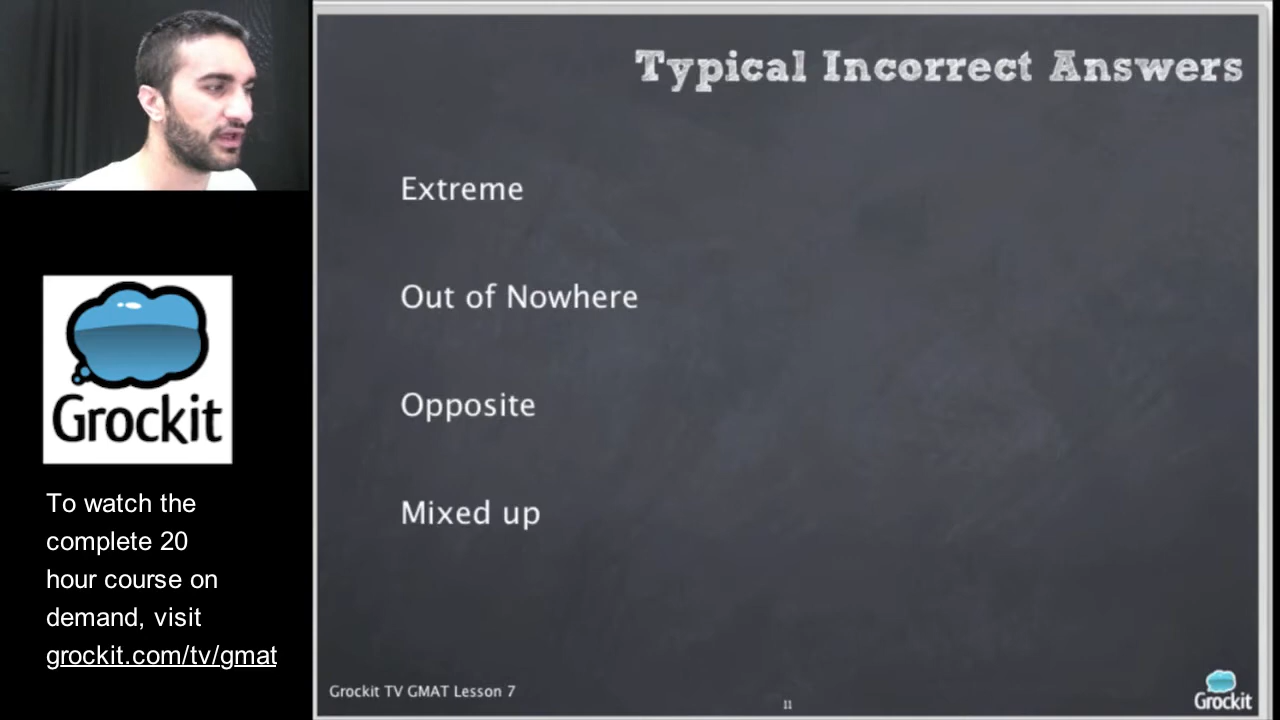 Typical Incorrect Answers
Extreme
Out of Nowhere
Opposite
Mixed up
Grockit
To watch the
complete 20
hour course on
demand, visit
grockit.com/tv/gmat
Grockit TV GMAT Lesson 7
11
Grockit